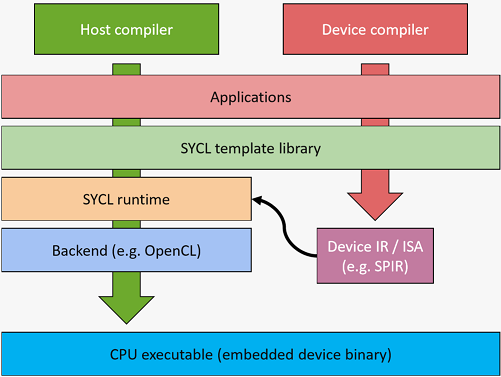 Host compiler
Device compiler
Applications
SYCL template library
SYCL runtime
Backend (e.g. OpenCL)
Device IR / ISA
(e.g. SPIR)
CPU executable (embedded device binary)